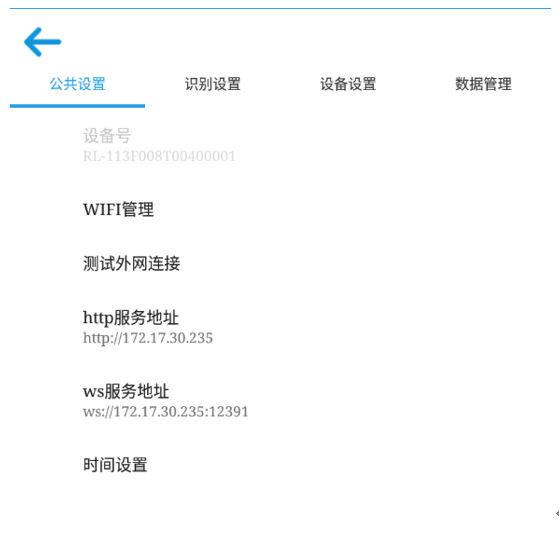 公共设置 识别设置 设备设置 数据管理
设备号
RL-113F008T00400001
WIFI管理
测试外网连接
http服务地址
http://172.17.30.235
ws服务地址
ws://172.17.30.235:12391
时间设置